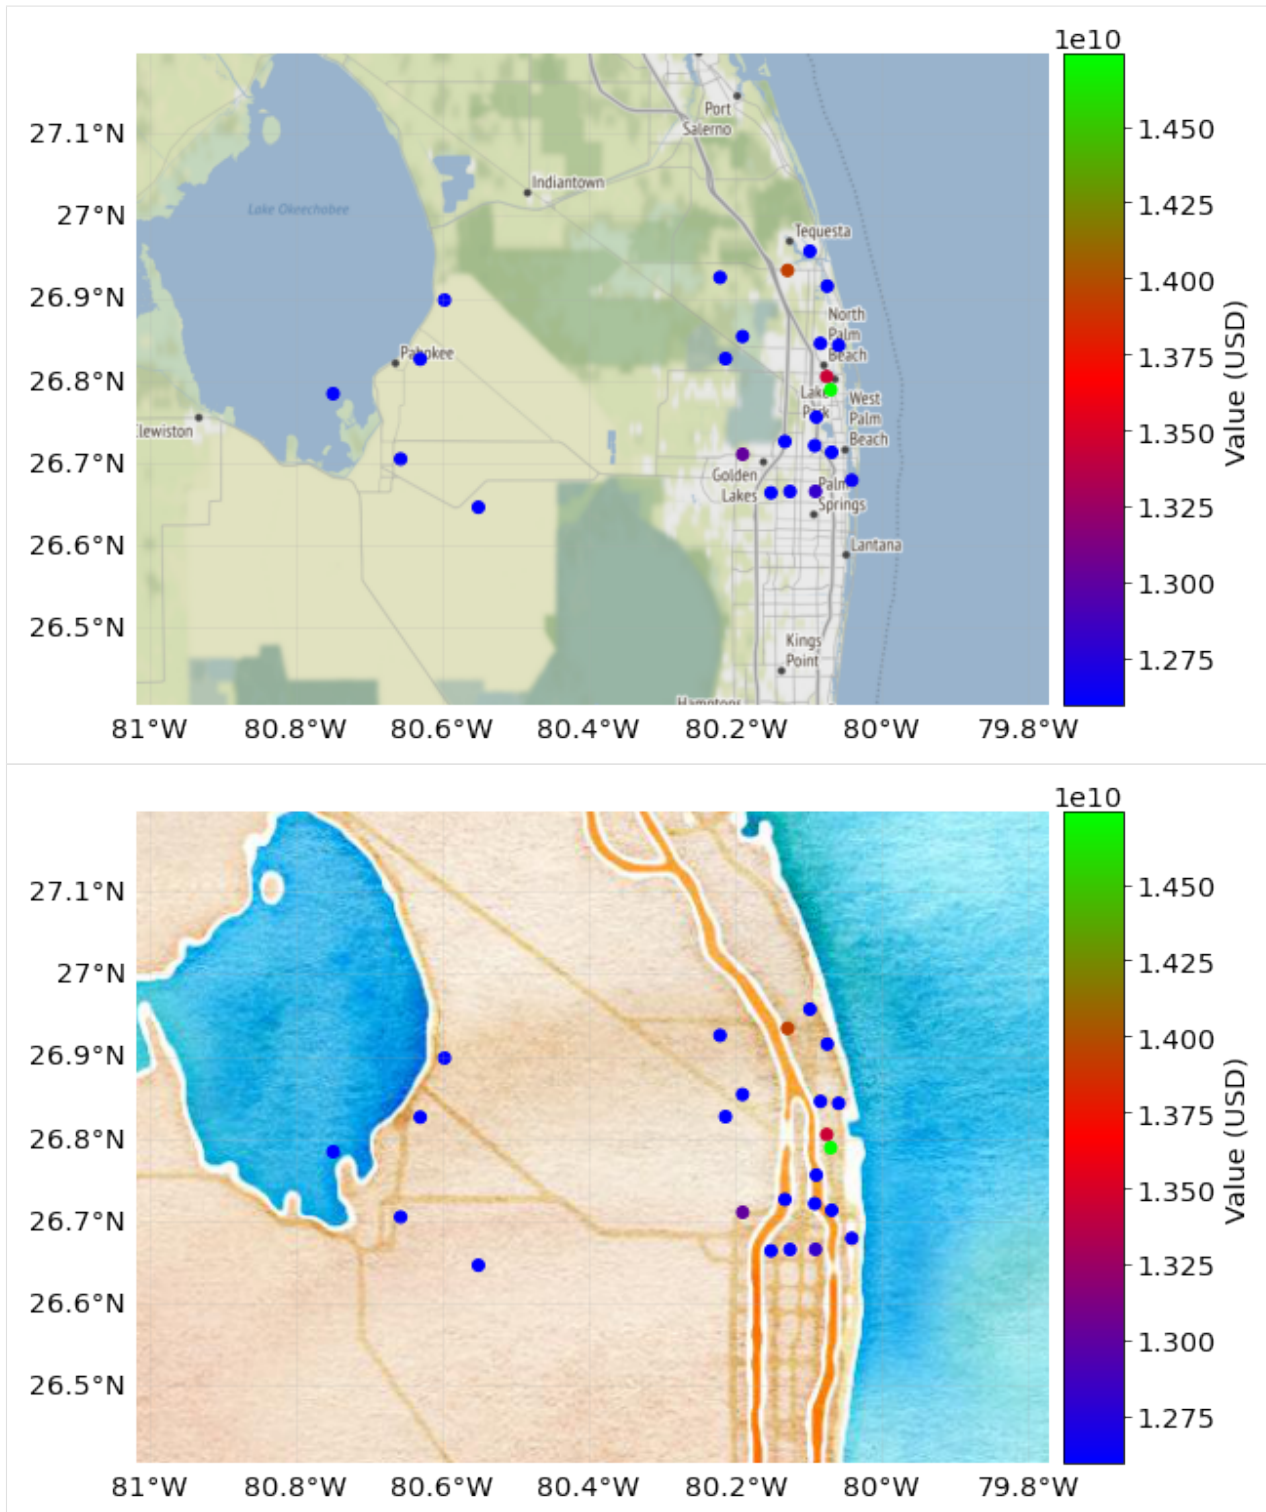 1e10
27.1°N
27°N
26.9°N
26.8°N
26.7°N
26.6°N
26.5°N
Port
Salerno
Indiantown
Lake Okeechobee
Tequesta
North
Palm
Beach
Pahokee
Lake
Park
West
Palm
Beach
lewiston
Golden
Lakes
Palm
Springs
Lantana
Kings
Point
Hamptons
81°W
80.8°W
80.6°W
80.4°W
80.2°W
80°W
79.8°W
1.450
1.425
1.400
1.375
1.350
1.325
1.300
1.275
Value (USD)
1e10
27.1°N
27°N
26.9°N
26.8°N
26.7°N
26.6°N
26.5°N
81°W
80.8°W
80.6°W
80.4°W
80.2°W
80°W
79.8°W
1.450
1.425
1.400
1.375
1.350
1.325
1.300
1.275
Value (USD)